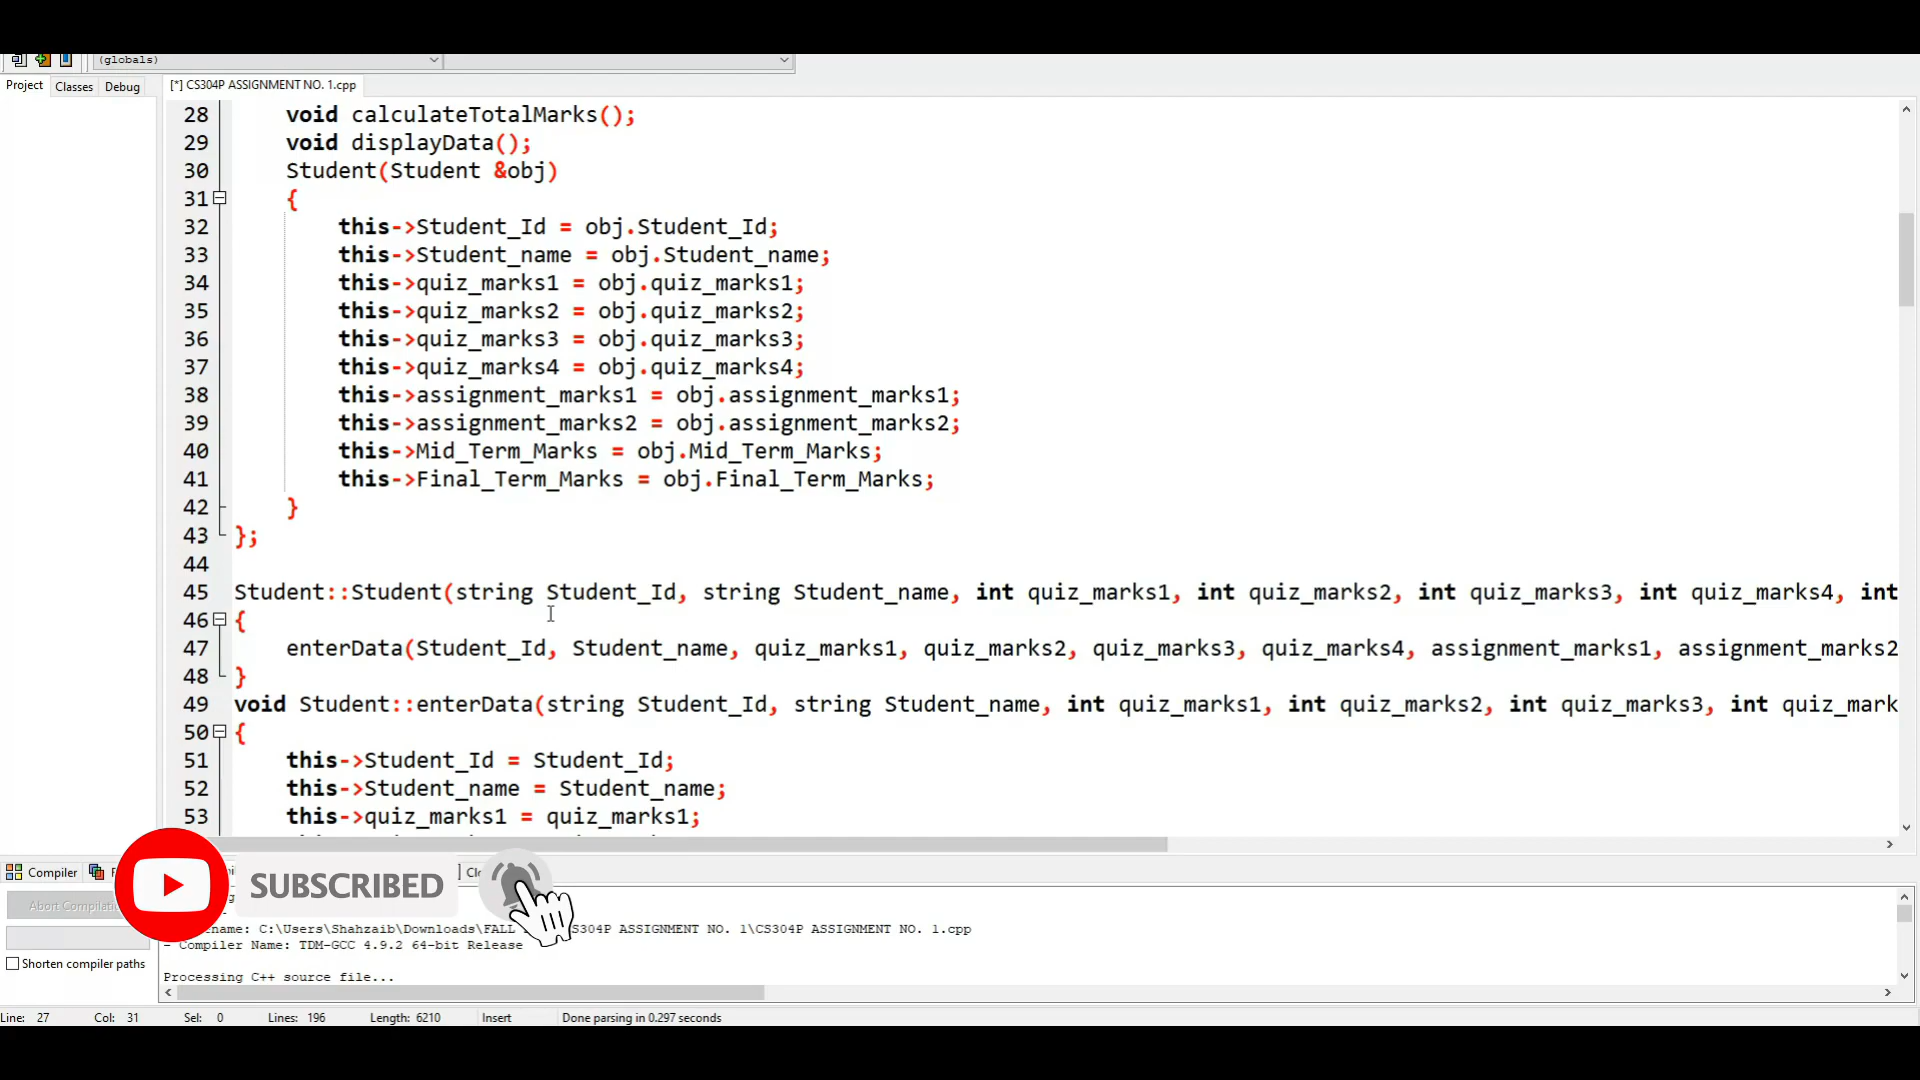 (globals)
Project Classes Debug
[*] CS304P ASSIGNMENT NO. 1.cpp
28 void calculateTotalMarks();
29 void displayData();
30 Student(Student &obj)
31 {
32 this->Student_Id = obj.Student_Id;
33 this->Student_name = obj.Student_name;
34 this->quiz_marks1 = obj.quiz_marks1;
35 this->quiz_marks2 = obj.quiz_marks2;
36 this->quiz_marks3 = obj.quiz_marks3;
37 this->quiz_marks4 = obj.quiz_marks4;
38 this->assignment_marks1 = obj.assignment_marks1;
39 this->assignment_marks2 = obj.assignment_marks2;
40 this->Mid_Term_Marks = obj.Mid_Term_Marks;
41 this->Final_Term_Marks = obj.Final_Term_Marks;
42 }
43 };
44
45 Student::Student(string Student_Id, string Student_name, int quiz_marks1, int quiz_marks2, int quiz_marks3, int quiz_marks4, int
46 {
47 enterData(Student_Id, Student_name, quiz_marks1, quiz_marks2, quiz_marks3, quiz_marks4, assignment_marks1, assignment_marks2
48 }
49 void Student::enterData(string Student_Id, string Student_name, int quiz_marks1, int quiz_marks2, int quiz_marks3, int quiz_mark
50 {
51 this->Student_Id = Student_Id;
52 this->Student_name = Student_name;
53 this->quiz_marks1 = quiz_marks1;
Compiler
Abort Compilati
SUBSCRIBED
name: C:\Users\Shahzaib\Downloads\FALL S304P ASSIGNMENT NO. 1\CS304P ASSIGNMENT NO. 1.cpp
- Compiler Name: TDM-GCC 4.9.2 64-bit Release
Shorten compiler paths
Processing C++ source file...
Line: 27 Col: 31 Sel: 0 Lines: 196 Length: 6210 Insert Done parsing in 0.297 seconds